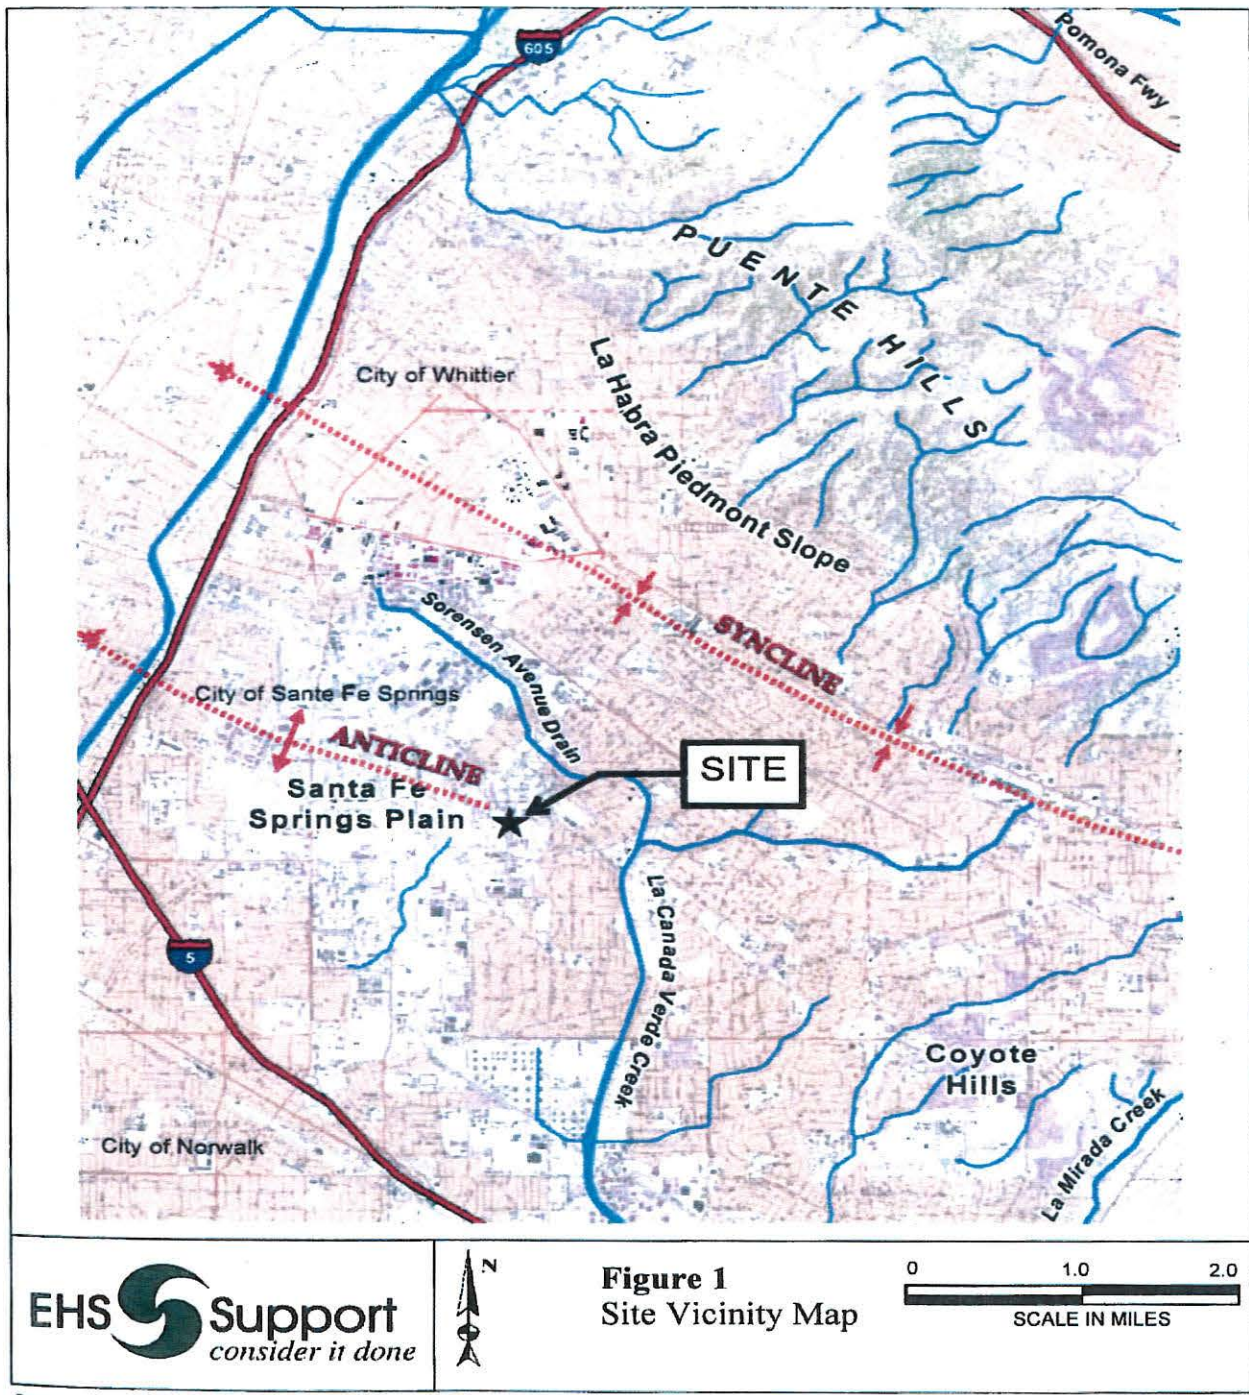 605
Pomona Fwy
PUENTE HILLS
La Habra Piedmont Slope
City of Whittier
Sorensen Avenue Drain
SYNCLINE
City of Sante Fe Springs
ANTICLINE
SITE
Santa Fe
Springs Plain
La Canada Verde Creek
5
Coyote
Hills
La Mirada Creek
City of Norwalk
EHS Support
consider it done
N
Figure 1
Site Vicinity Map
0 1.0 2.0
SCALE IN MILES